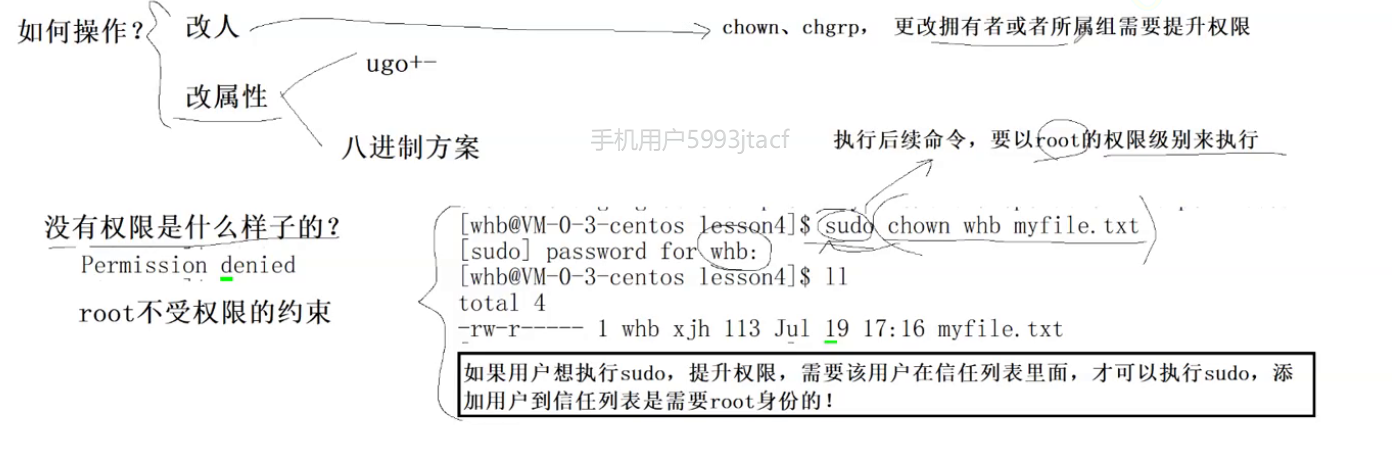 如何操作？
改人
chown、chgrp， 更改拥有者或者所属组需要提升权限
ugo+-
改属性
八进制方案
手机用户5993jtacf
执行后续命令，要以root的权限级别来执行
没有权限是什么样子的？
Permission denied
root不受权限的约束
[whb@VM-0-3-centos lesson4]$ sudo chown whb myfile.txt
[sudo] password for whb:
[whb@VM-0-3-centos lesson4]$ ll
total 4
-rw-r----- 1 whb xjh 113 Jul 19 17:16 myfile.txt
如果用户想执行sudo，提升权限，需要该用户在信任列表里面，才可以执行sudo，添
加用户到信任列表是需要root身份的！